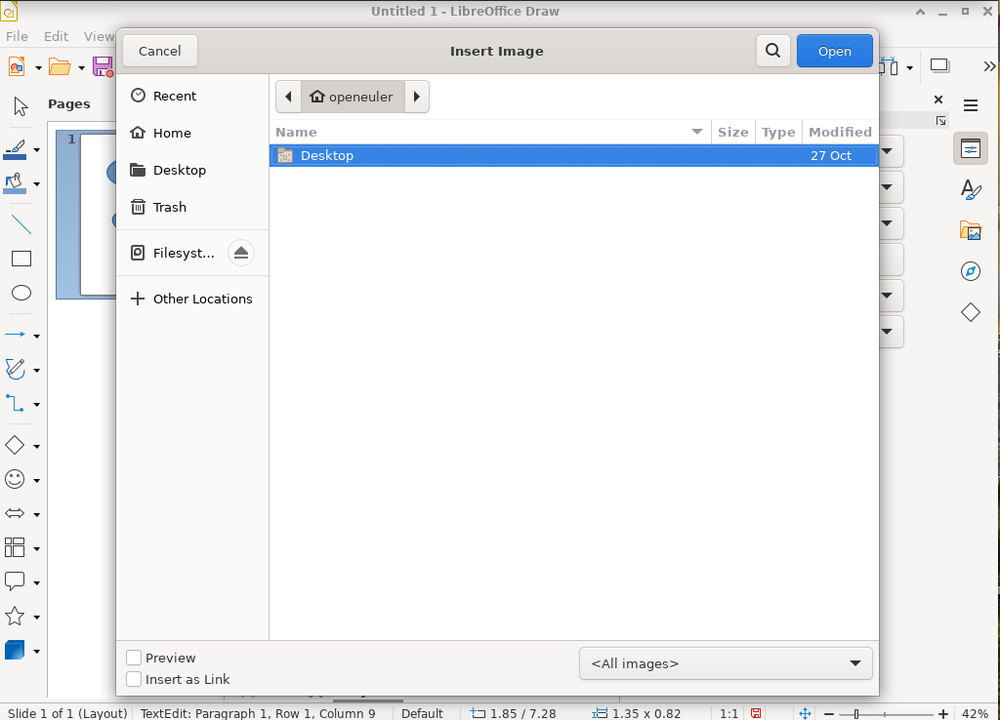 Untitled 1 - LibreOffice Draw
File Edit View
Cancel Insert Image Open
Pages
1
Recent
Home
Desktop
Trash
Filesyst...
Other Locations
openeuler
Name Size Type Modified
Desktop 27 Oct
Preview
Insert as Link
<All images>
Slide 1 of 1 (Layout) TextEdit: Paragraph 1, Row 1, Column 9 Default 1.85 / 7.28 1.35 x 0.82 1:1 42%